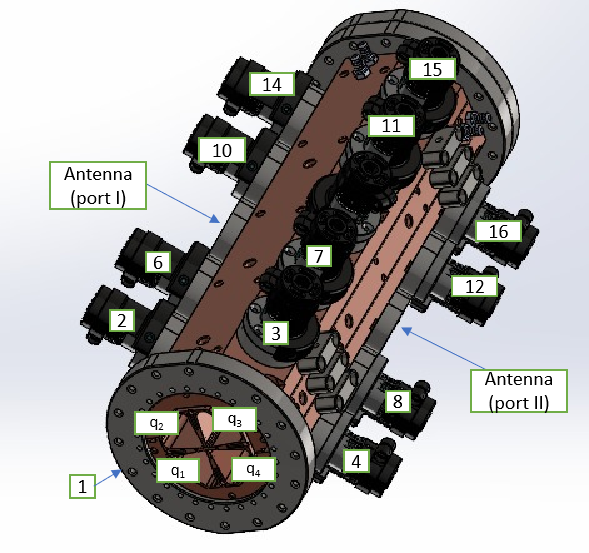 15
14
11
10
Antenna
(port I)
16
6
7
12
2
3
Antenna
(port II)
8
q₂
q₃
4
q₁
q₄
1